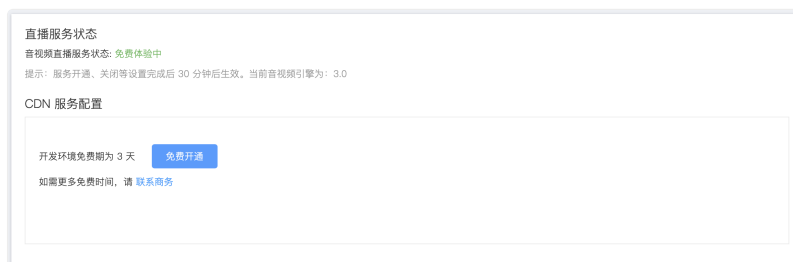 直播服务状态
音视频直播服务状态: 免费体验中
提示：服务开通、关闭等设置完成后 30 分钟后生效。当前音视频引擎为：3.0
CDN 服务配置
开发环境免费期为 3 天 免费开通
如需更多免费时间，请 联系商务